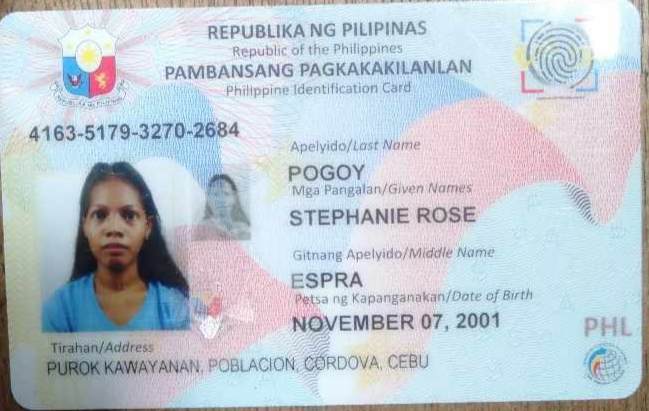 REPUBLIKA NG PILIPINAS
Republic of the Philippines
PAMBANSANG PAGKAKAKILANLAN
Philippine Identification Card
4163-5179-3270-2684
Apelyido/Last Name
POGOY
Mga Pangalan/Given Names
STEPHANIE ROSE
Gitnang Apelyido/Middle Name
ESPRA
Petsa ng Kapanganakan/Date of Birth
NOVEMBER 07, 2001
PHL
Tirahan/Address
PUROK KAWAYANAN, POBLACION, CORDOVA, CEBU